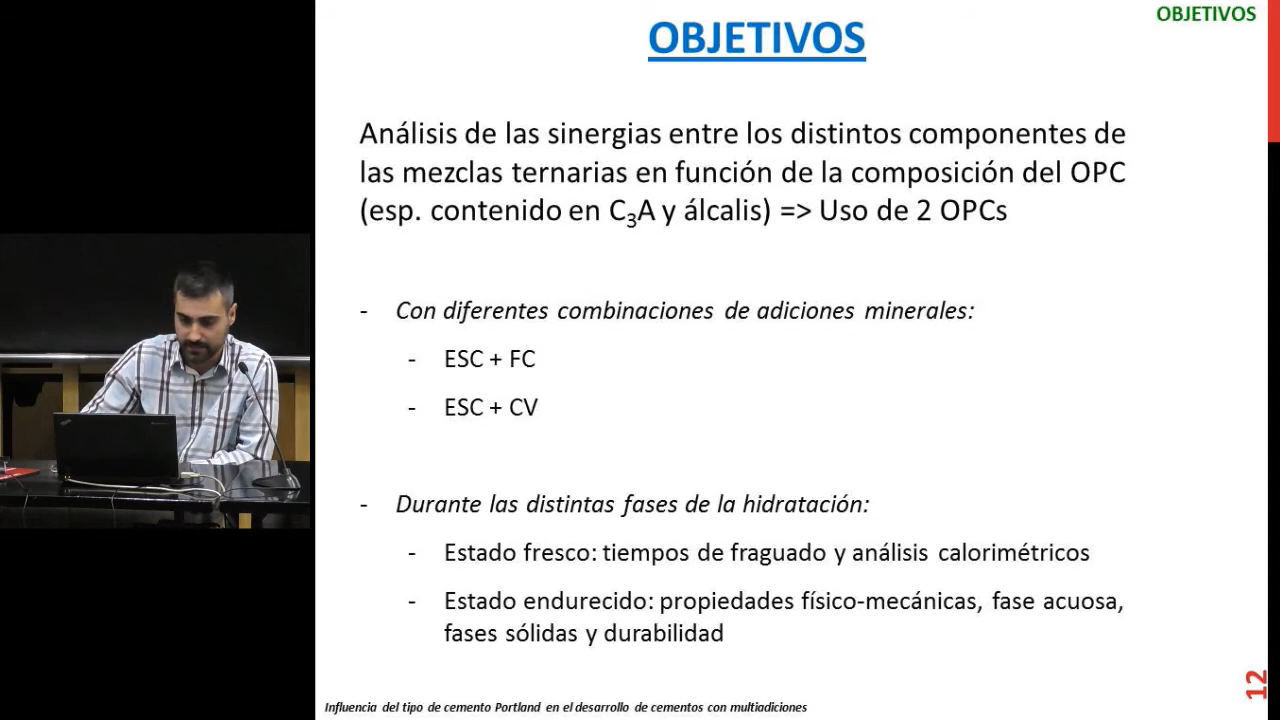 OBJETIVOS
OBJETIVOS
Análisis de las sinergias entre los distintos componentes de
las mezclas ternarias en función de la composición del OPC
(esp. contenido en C₃A y álcalis) => Uso de 2 OPCs
- Con diferentes combinaciones de adiciones minerales:
- ESC + FC
- ESC + CV
- Durante las distintas fases de la hidratación:
- Estado fresco: tiempos de fraguado y análisis calorimétricos
- Estado endurecido: propiedades físico-mecánicas, fase acuosa,
fases sólidas y durabilidad
Influencia del tipo de cemento Portland en el desarrollo de cementos con multiadiciones
12